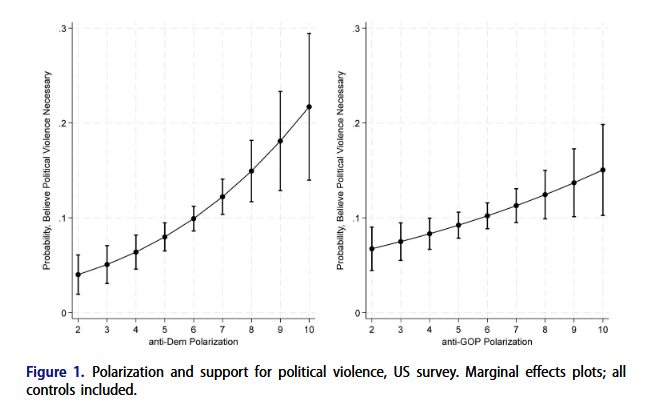 .3
.2
.1
0
Probability, Believe Political Violence Necessary
2 3 4 5 6 7 8 9 10
anti-Dem Polarization
.3
.2
.1
0
Probability, Believe Political Violence Necessary
2 3 4 5 6 7 8 9 10
anti-GOP Polarization
Figure 1. Polarization and support for political violence, US survey. Marginal effects plots; all
controls included.